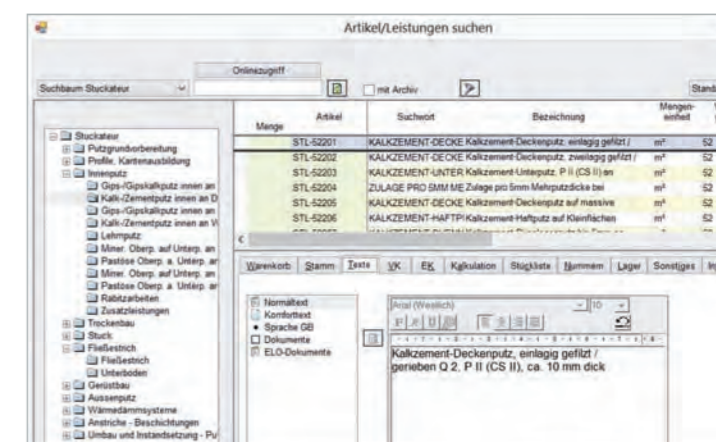 Artikel/Leistungen suchen
Onlinezugriff
Suchbaum Stuckateur
mit Archiv
Stand
Menge
Artikel
Suchwort
Bezeichnung
Mengen-
einheit
STL-52201 KALKZEMENT-DECKE Kalkzement-Deckenputz, einlagig gefilzt / m² 52
STL-52202 KALKZEMENT-DECKE Kalkzement-Deckenputz, zweilagig gefilzt / m² 52
STL-52203 KALKZEMENT-UNTER Kalkzement-Unterputz, P II (CS II) an m² 52
STL-52204 ZULAGE PRO 5MM ME Zulage pro 5mm Mehrputzdicke bei m² 52
STL-52205 KALKZEMENT-DECKE Kalkzement-Deckenputz auf massive m² 52
STL-52206 KALKZEMENT-HAFTPI Kalkzement-Haftputz auf Kleinflächen m² 52
Stuckateur
Putzgrundvorbereitung
Profile, Kantenausbildung
Innenputz
Gips-/Gipskalkputz innen an
Kalk-/Zementputz innen an D
Gips-/Gipskalkputz innen an
Kalk-/Zementputz innen an W
Lehmputz
Miner. Oberp. auf Unterp. an
Pastöse Oberp. a. Unterp. an
Miner. Oberp. auf Unterp. an
Pastöse Oberp. a. Unterp. ar
Rabitzarbeiten
Zusatzleistungen
Trockenbau
Stuck
Fließestrich
Fließestrich
Unterboden
Gerüstbau
Aussenputz
Wärmedämmsysteme
Anstriche - Beschichtungen
Umbau und Instandsetzung - Pu
Warenkorb Stamm Texte VK EK Kalkulation Stückliste Nummern Lager Sonstiges In
Normaltext
Komforttext
Sprache GB
Dokumente
ELO-Dokumente
Arial (Westlich) 10
Kalkzement-Deckenputz, einlagig gefilzt /
gerieben Q 2, P II (CS II), ca. 10 mm dick